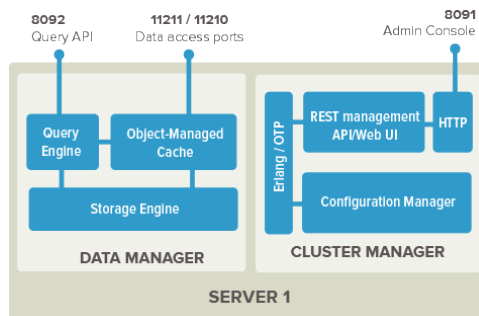 8092
Query API
11211 / 11210
Data access ports
8091
Admin Console
Query
Engine
Object-Managed
Cache
Storage Engine
DATA MANAGER
Erlang / OTP
REST management
API/Web UI
HTTP
Configuration Manager
CLUSTER MANAGER
SERVER 1